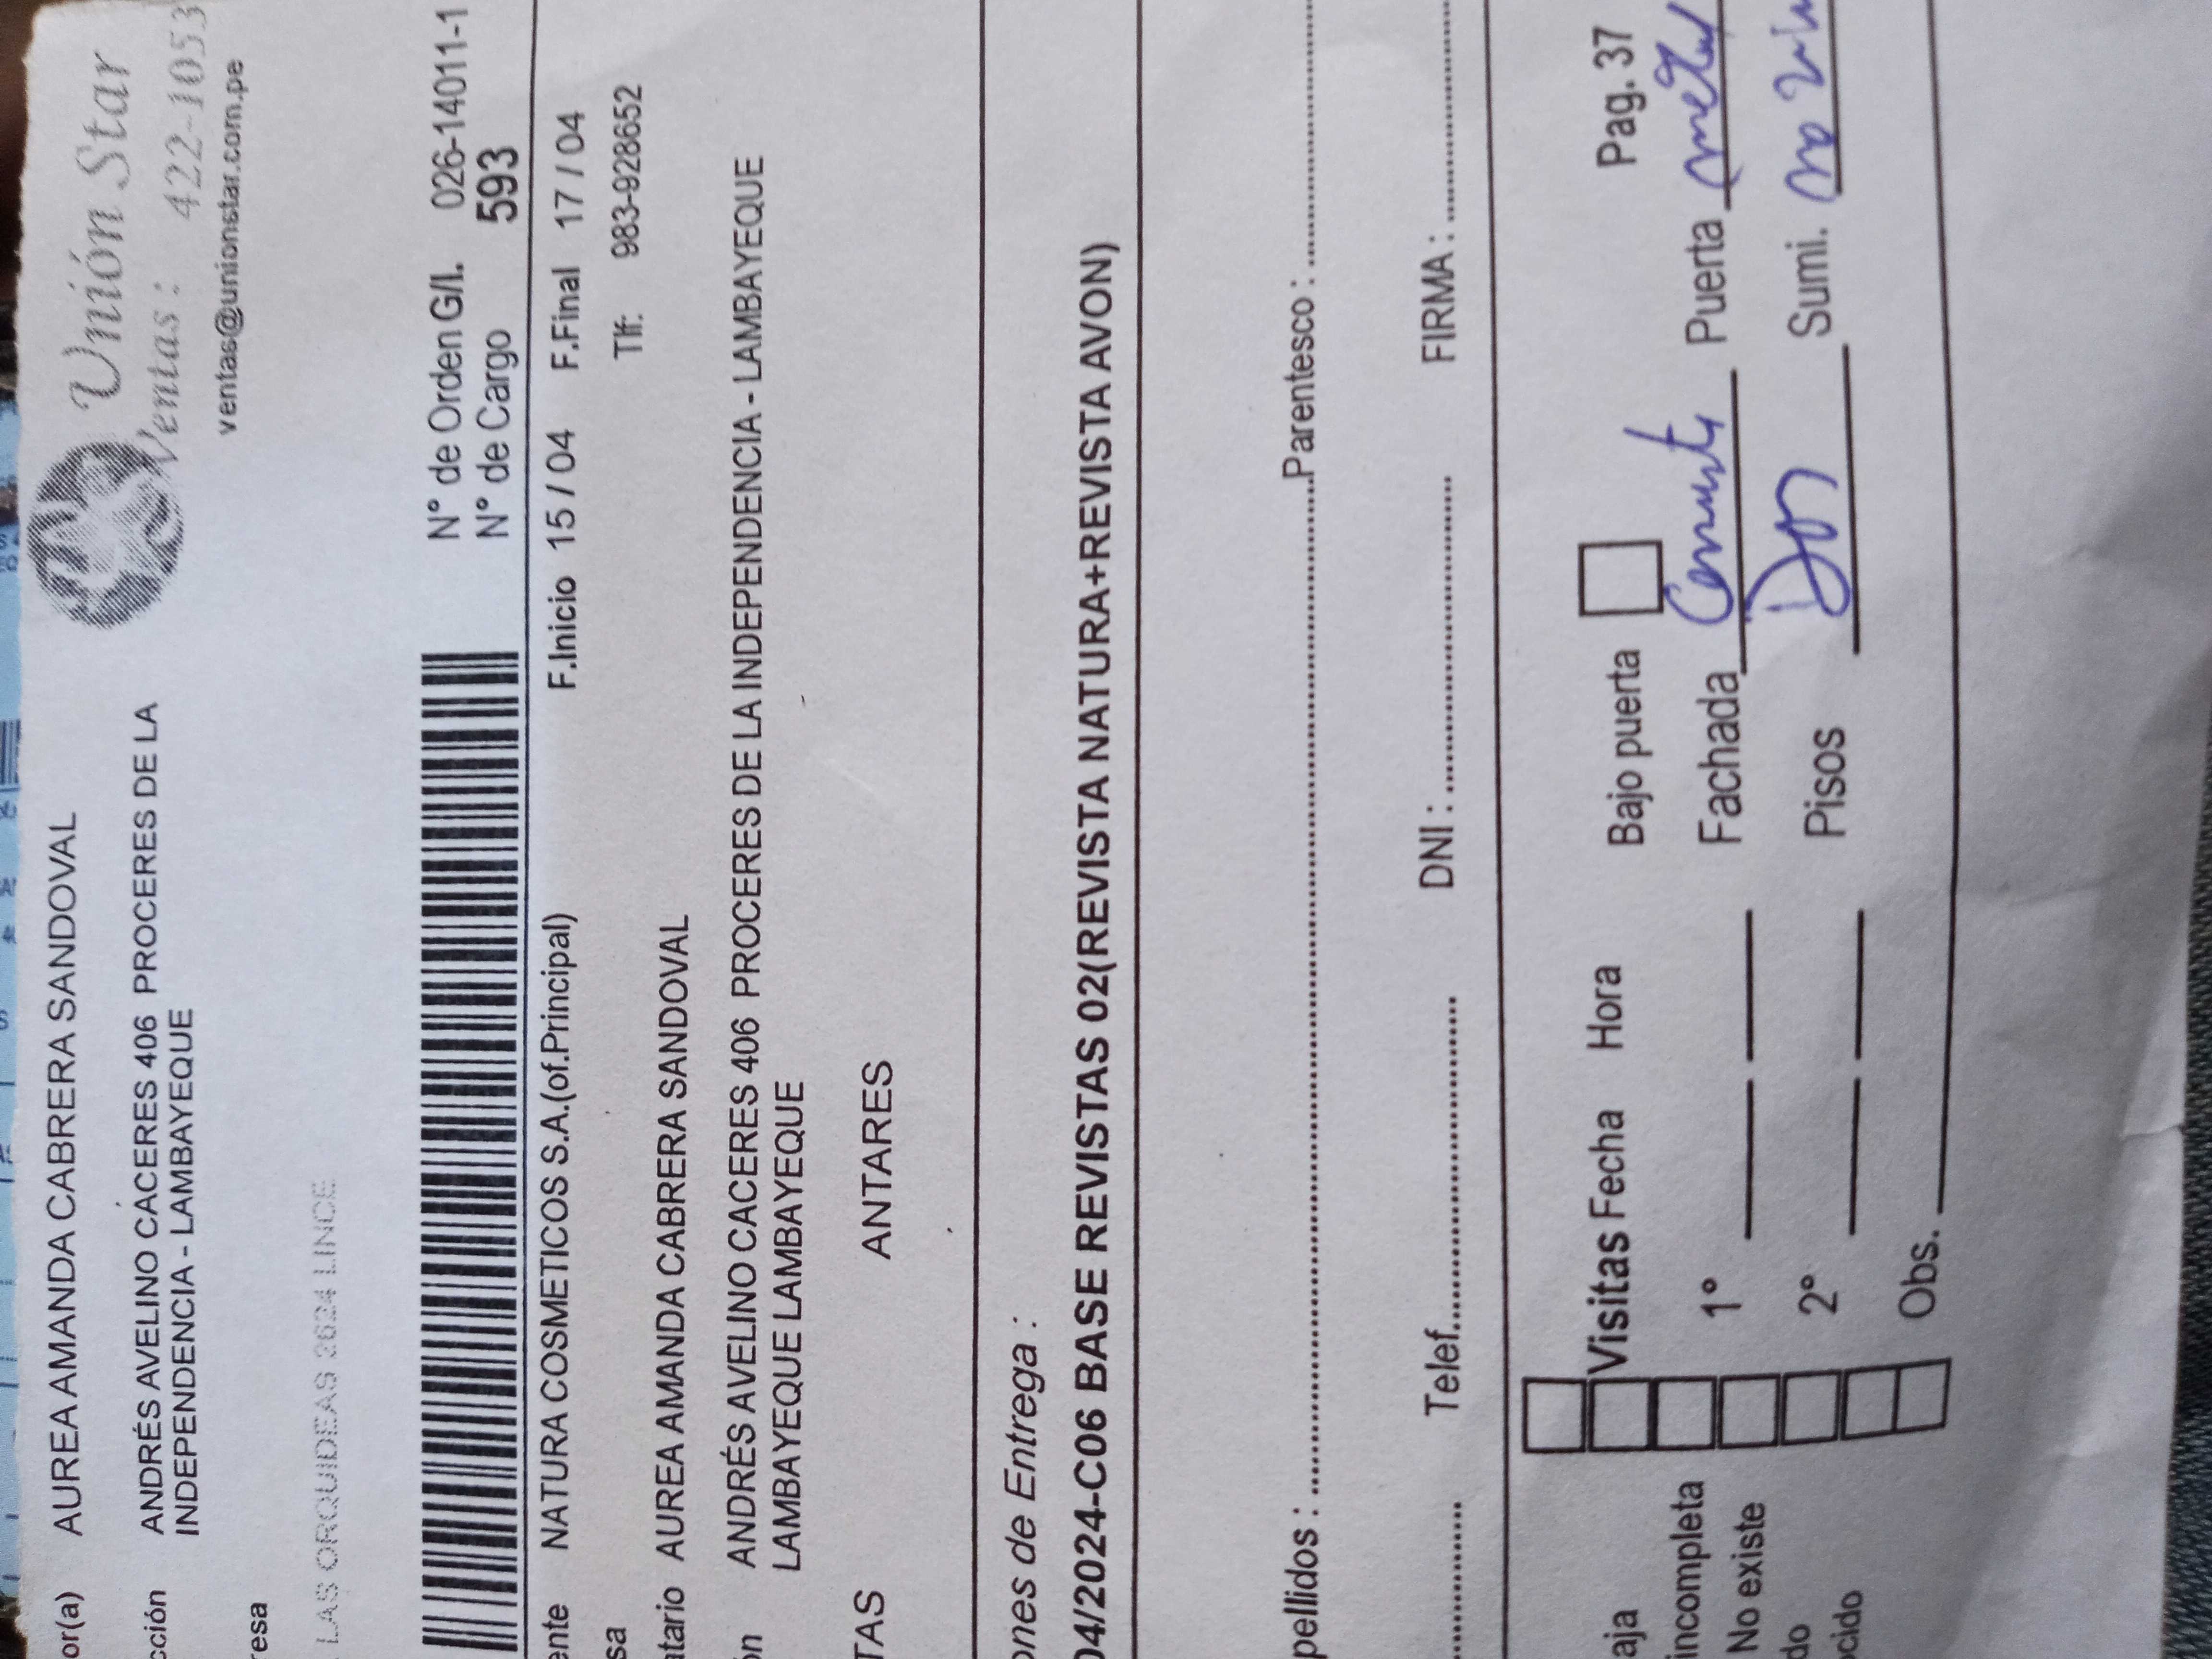 or(a) AUREA AMANDA CABRERA SANDOVAL
Unión Star
Ventas: 422-1053
cción ANDRÉS AVELINO CÁCERES 406 PROCERES DE LA
INDEPENDENCIA - LAMBAYEQUE
ventas@unionstar.com.pe
resa
LAS ORQUIDEAS 2624 LINCE
N° de Orden G/I. 026-14011-1
N° de Cargo 593
ente NATURA COSMETICOS S.A.(of.Principal) F.Inicio 15 / 04 F.Final 17 / 04
sa Tlf: 983-928652
atario AUREA AMANDA CABRERA SANDOVAL
ón ANDRÉS AVELINO CACERES 406 PROCERES DE LA INDEPENDENCIA - LAMBAYEQUE
LAMBAYEQUE LAMBAYEQUE
TAS ANTARES
ones de Entrega :
04/2024-C06 BASE REVISTAS 02(REVISTA NATURA+REVISTA AVON)
pellidos : Parentesco :
Telef. DNI : FIRMA :
aja
Visitas Fecha Hora Bajo puerta Pag. 37
incompleta
No existe 1° Fachada Puerta
do 2° Pisos Dos Sumi.
cido
Obs.